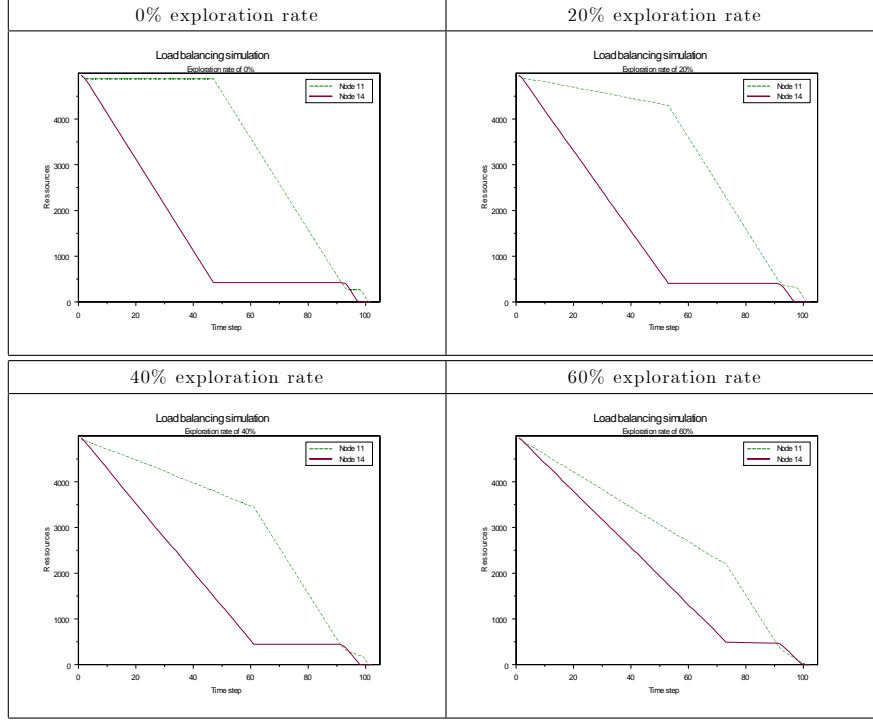 0% exploration rate
20% exploration rate
Load balancing simulation
Exploration rate of 0%
Node 11
Node 14
4000
3000
Ressources
2000
1000
0
0 20 40 60 80 100
Time step
Load balancing simulation
Exploration rate of 20%
Node 11
Node 14
4000
3000
Ressources
2000
1000
0
0 20 40 60 80 100
Time step
40% exploration rate
60% exploration rate
Load balancing simulation
Exploration rate of 40%
Node 11
Node 14
4000
3000
Ressources
2000
1000
0
0 20 40 60 80 100
Time step
Load balancing simulation
Exploration rate of 60%
Node 11
Node 14
4000
3000
Ressources
2000
1000
0
0 20 40 60 80 100
Time step